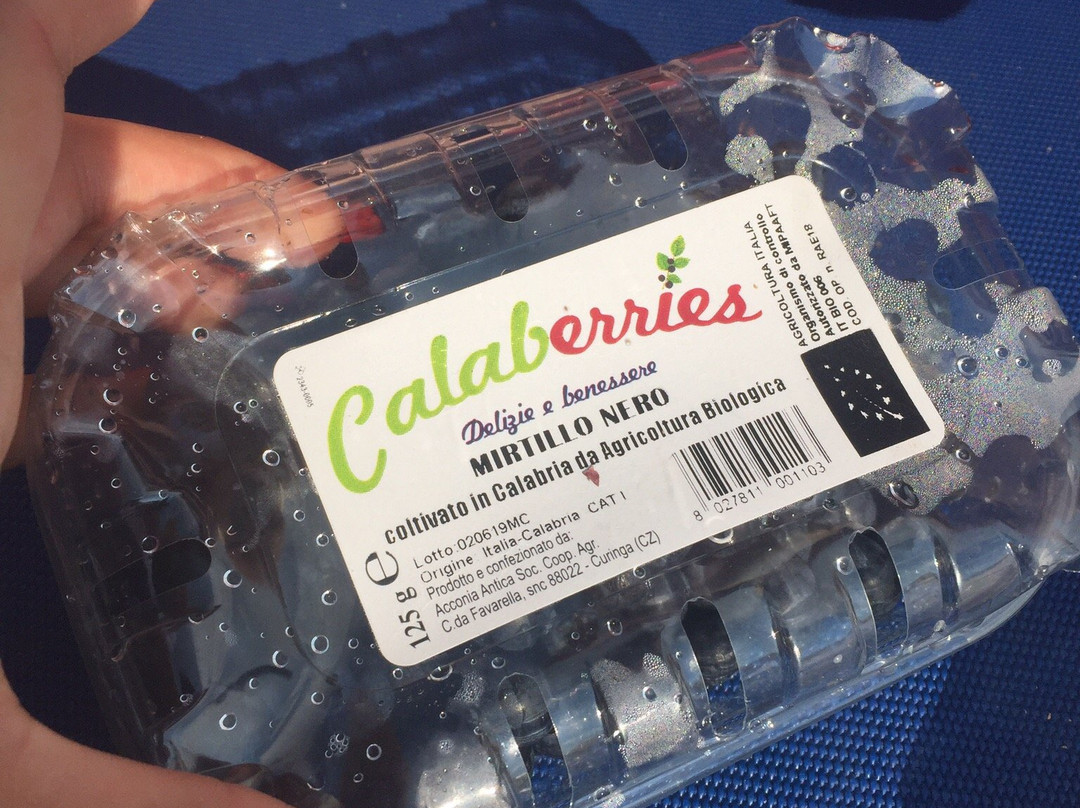 Calaberries
Delizie e benessere
MIRTILLO NERO
coltivato in Calabria da Agricoltura Biologica
Lotto:020619MC
Origine Italia-Calabria CAT I
Prodotto e confezionato da:
Acconia Antica Soc. Coop. Agr.
C.da Favarella, snc 88022 - Curinga (CZ)
125 g e
8 027811 001103
AGRICOLTURA ITALIA
Organismo di controllo
Autorizzato da MIPAAFT
IT BIO 006
COD. OP n. RAE18